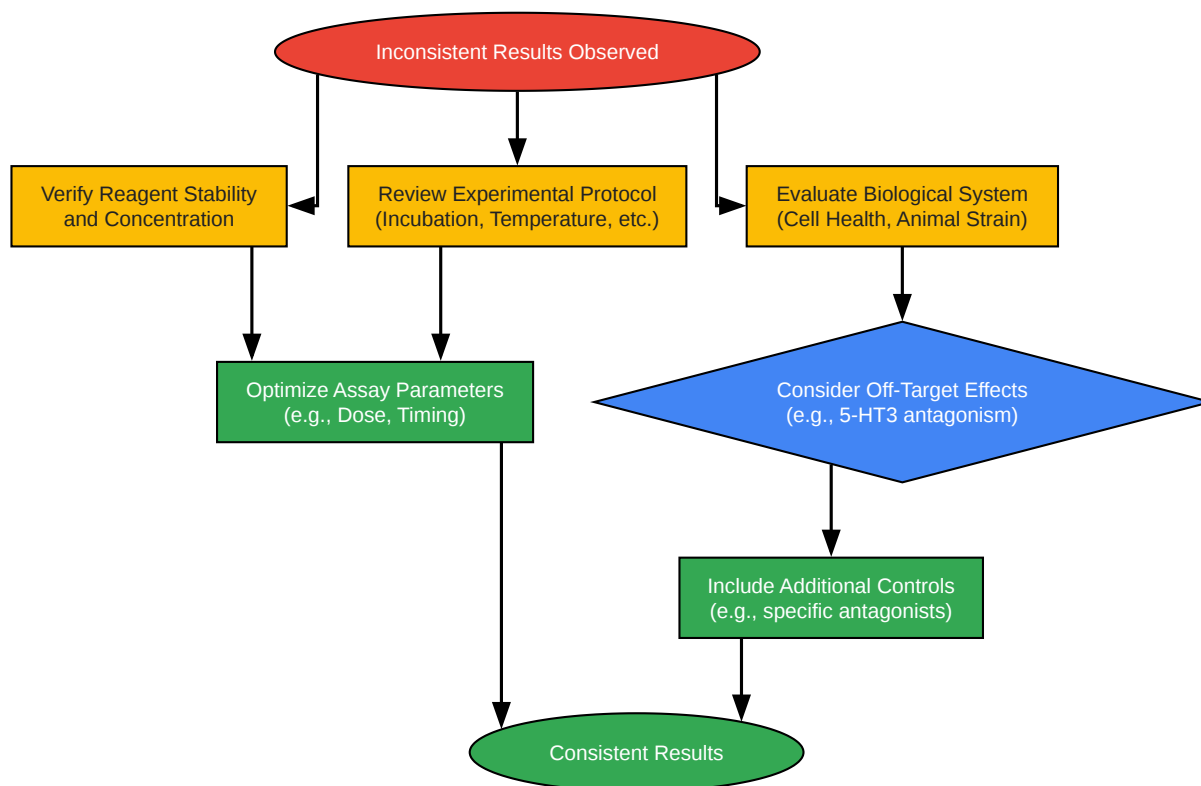 Inconsistent Results Observed
Verify Reagent Stability
and Concentration
Review Experimental Protocol
(Incubation, Temperature, etc.)
Evaluate Biological System
(Cell Health, Animal Strain)
Optimize Assay Parameters
(e.g., Dose, Timing)
Consider Off-Target Effects
(e.g., 5-HT3 antagonism)
Include Additional Controls
(e.g., specific antagonists)
Consistent Results